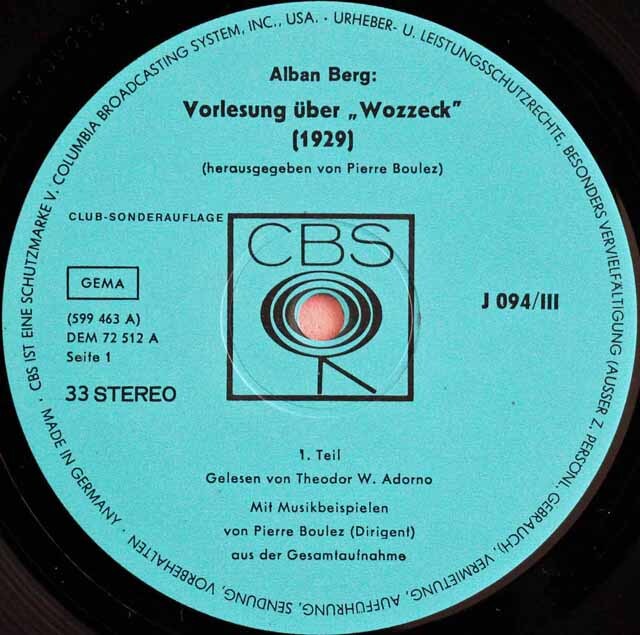 CBS IST EINE SCHUTZMARKE V. COLUMBIA BROADCASTING SYSTEM, INC., USA. · URHEBER- U. LEISTUNGSSCHUTZRECHTE, BESONDERS VERVIELFÄLTIGUNG (AUSSER Z. PERSÖNL. GEBRAUCH), VERMIETUNG, AUFFÜHRUNG, SENDUNG, VORBEHALTEN · MADE IN GERMANY ·
Alban Berg:
Vorlesung über „Wozzeck”
(1929)
(herausgegeben von Pierre Boulez)
CLUB-SONDERAUFLAGE
CBS
GEMA
J 094/III
(599 463 A)
DEM 72 512 A
Seite 1
33 STEREO
1. Teil
Gelesen von Theodor W. Adorno
Mit Musikbeispielen
von Pierre Boulez (Dirigent)
aus der Gesamtaufnahme